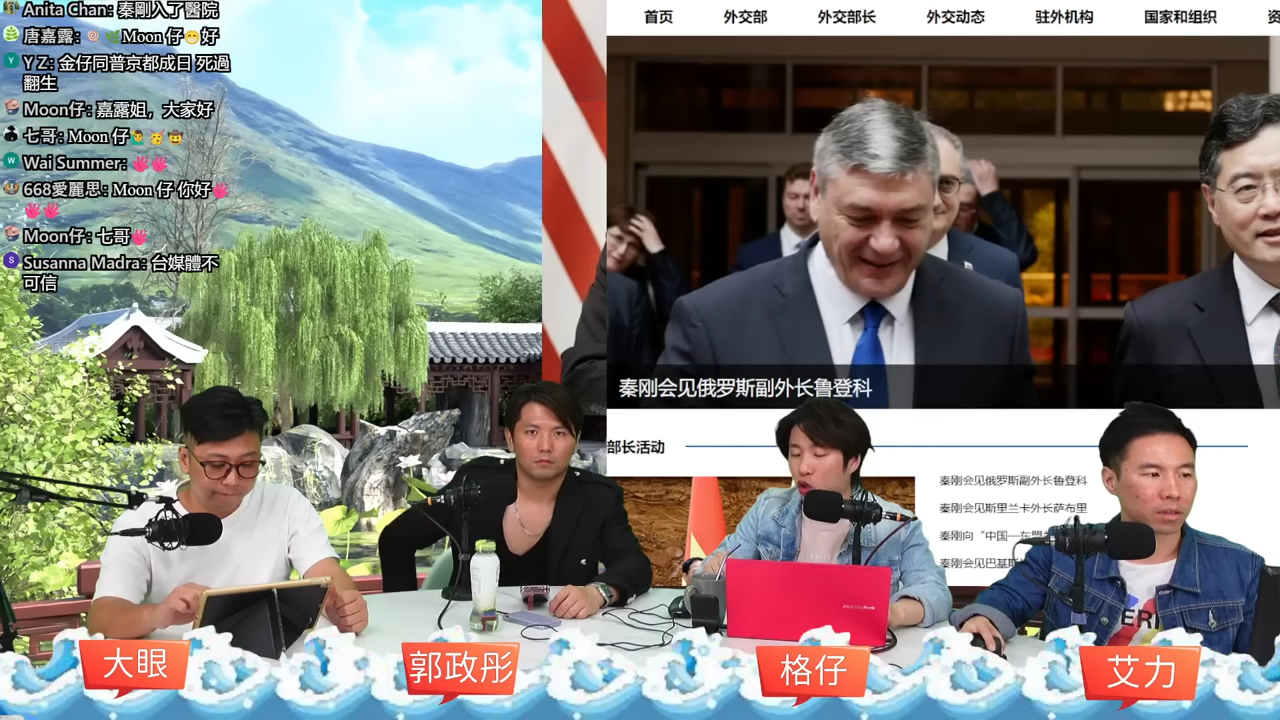 Anita Chan: 秦剛入了醫院
唐嘉露: 🍥🌿Moon 仔😁好
Y Z: 金仔同普京都成日 死過
翻生
Moon仔: 嘉露姐，大家好
七哥: Moon 仔🙋‍♂️🥳🤠
Wai Summer: 👋👋
668愛麗思: Moon 仔 你好👋
👋👋
Moon仔: 七哥👋
Susanna Madra: 台媒體不
可信
首页 外交部 外交部长 外交动态 驻外机构 国家和组织 资
秦刚会见俄罗斯副外长鲁登科
部长活动
秦刚会见俄罗斯副外长鲁登科
秦刚会见斯里兰卡外长萨布里
秦刚向“中国—东盟
秦刚会见巴基斯
大眼
郭政彤
格仔
艾力